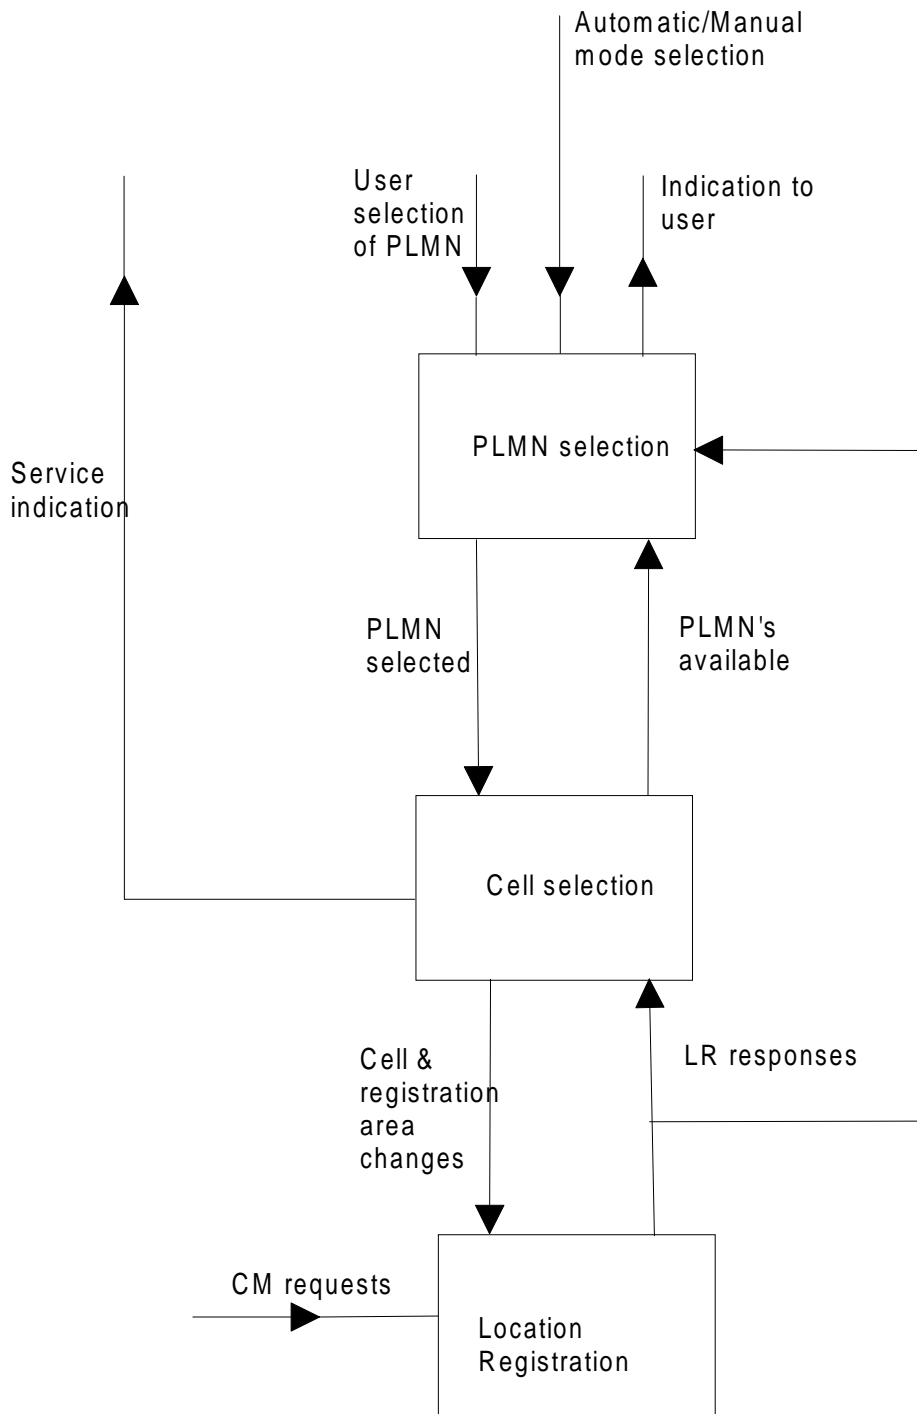 Automatic/Manual
mode selection
User
selection
of PLMN
Indication to
user
PLMN selection
Service
indication
PLMN
selected
PLMN's
available
Cell selection
Cell &
registration
area
changes
LR responses
CM requests
Location
Registration